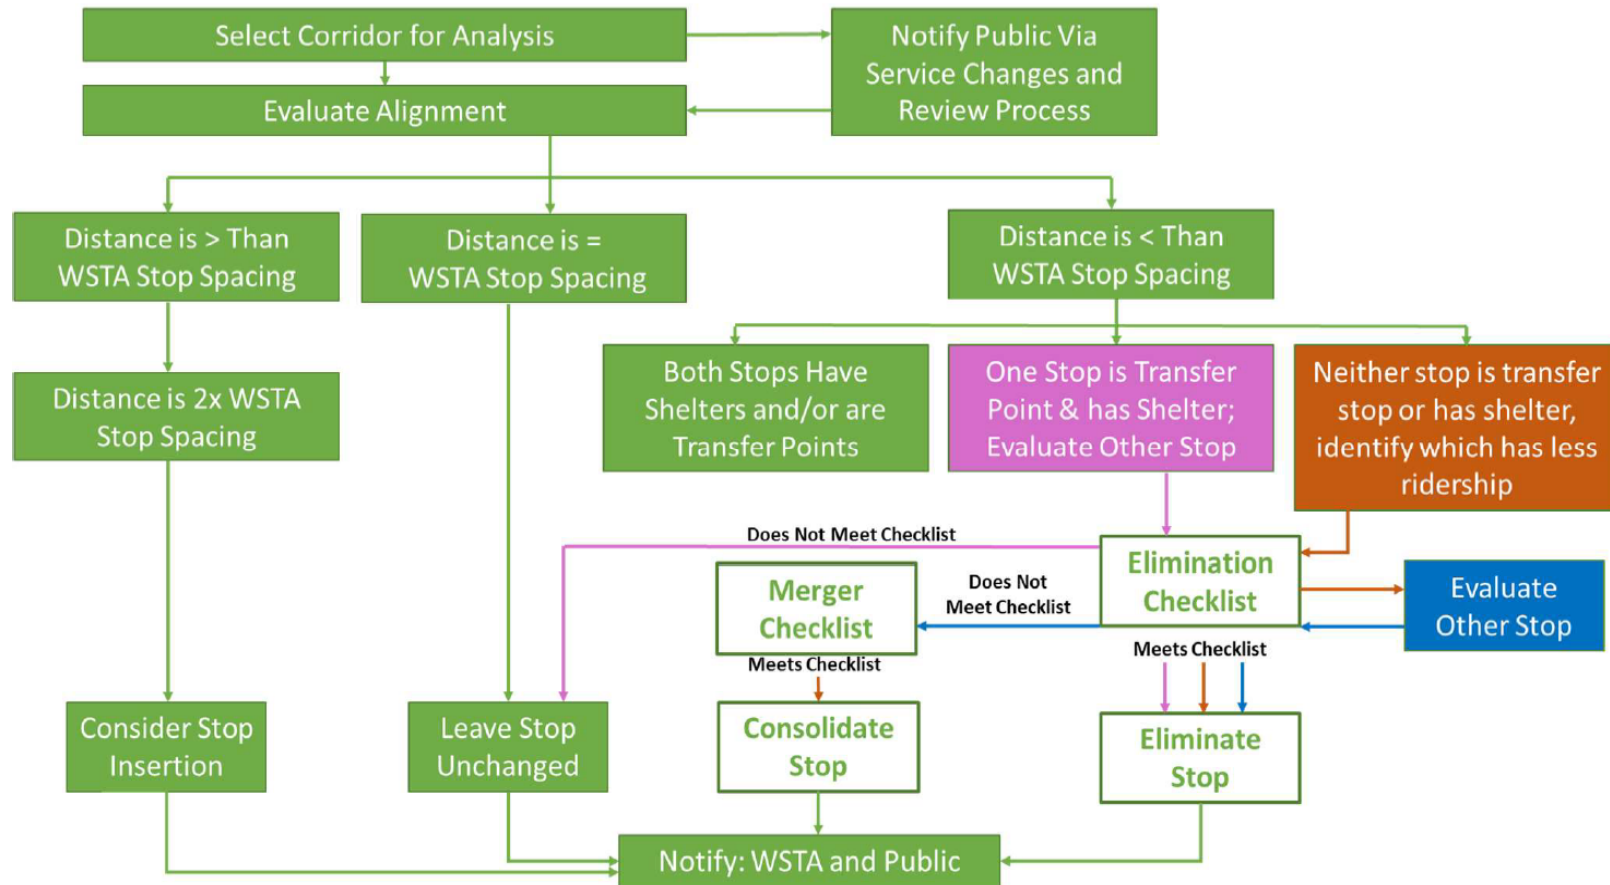 Select Corridor for Analysis
Notify Public Via
Service Changes and
Review Process
Evaluate Alignment
Distance is > Than
WSTA Stop Spacing
Distance is =
WSTA Stop Spacing
Distance is < Than
WSTA Stop Spacing
Distance is 2x WSTA
Stop Spacing
Both Stops Have
Shelters and/or are
Transfer Points
One Stop is Transfer
Point & has Shelter;
Evaluate Other Stop
Neither stop is transfer
stop or has shelter,
identify which has less
ridership
Does Not Meet Checklist
Elimination
Checklist
Does Not
Meet Checklist
Merger
Checklist
Evaluate
Other Stop
Meets Checklist
Meets Checklist
Consider Stop
Insertion
Leave Stop
Unchanged
Consolidate
Stop
Eliminate
Stop
Notify: WSTA and Public